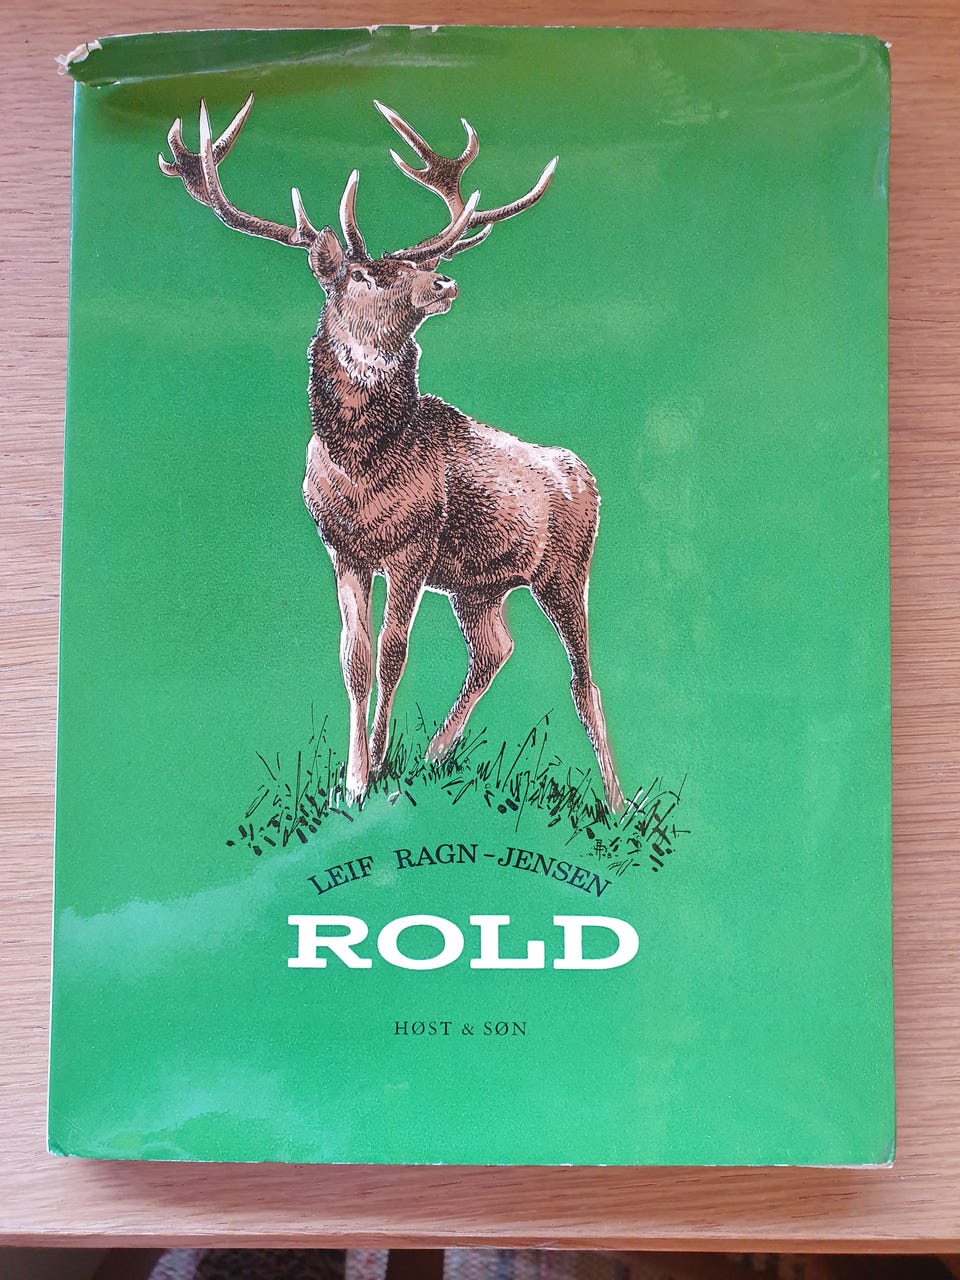 LEIF RAGN-JENSEN
ROLD
HØST & SØN